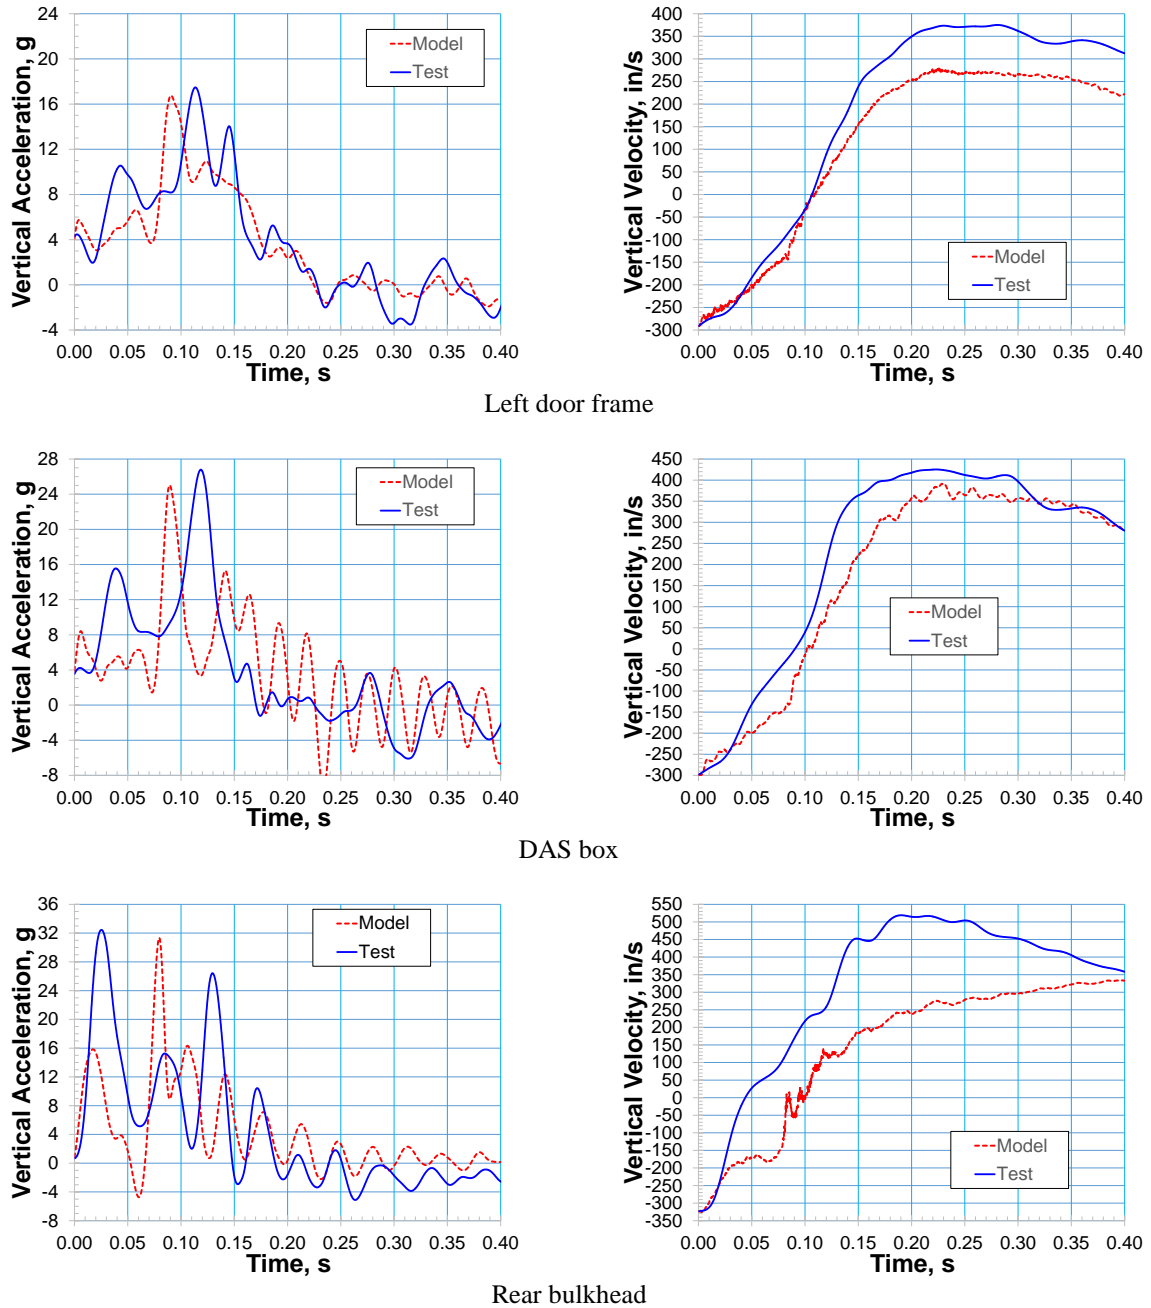 24
20
16
12
8
4
0
-4
Vertical Acceleration, g
Model
Test
0.00 0.05 0.10 0.15 0.20 0.25 0.30 0.35 0.40
Time, s
400
350
300
250
200
150
100
50
0
-50
-100
-150
-200
-250
-300
Vertical Velocity, in/s
Model
Test
0.00 0.05 0.10 0.15 0.20 0.25 0.30 0.35 0.40
Time, s
Left door frame
28
24
20
16
12
8
4
0
-4
-8
Vertical Acceleration, g
Model
Test
0.00 0.05 0.10 0.15 0.20 0.25 0.30 0.35 0.40
Time, s
450
400
350
300
250
200
150
100
50
0
-50
-100
-150
-200
-250
-300
Vertical Velocity, in/s
Model
Test
0.00 0.05 0.10 0.15 0.20 0.25 0.30 0.35 0.40
Time, s
DAS box
36
32
28
24
20
16
12
8
4
0
-4
-8
Vertical Acceleration, g
Model
Test
0.00 0.05 0.10 0.15 0.20 0.25 0.30 0.35 0.40
Time, s
550
500
450
400
350
300
250
200
150
100
50
0
-50
-100
-150
-200
-250
-300
-350
Vertical Velocity, in/s
Model
Test
0.00 0.05 0.10 0.15 0.20 0.25 0.30 0.35 0.40
Time, s
Rear bulkhead